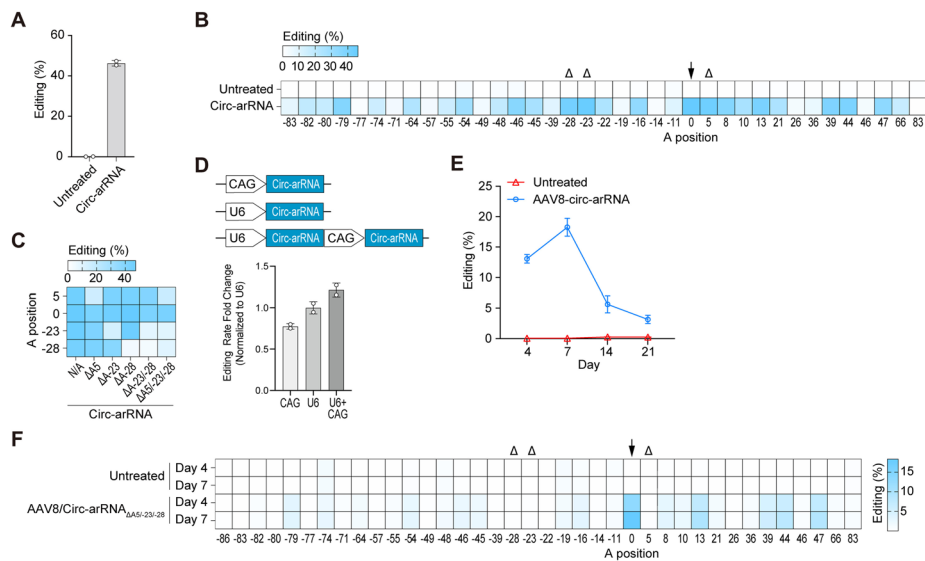 A
Editing (%)
60
40
20
0
Untreated
Circ-arRNA
B
Editing (%)
0 10 20 30 40
Δ Δ Δ
Untreated
Circ-arRNA
-83 -82 -80 -79 -74 -71 -64 -57 -55 -54 -49 -48 -46 -45 -39 -28 -23 -19 -16 -14 -11 0 5 8 10 13 21 26 36 39 44 46 47 66 83
A position
C
Editing (%)
0 20 40
A position
5
0
-23
-28
N/A
ΔA5
ΔA-23
ΔA-28
ΔA-23/-28
ΔA5/-23/-28
Circ-arRNA
D
CAG Circ-arRNA
U6 Circ-arRNA
U6 Circ-arRNA CAG Circ-arRNA
Editing Rate Fold Change
(Normalized to U6)
1.5
1.0
0.5
0.0
CAG U6 U6+
CAG
E
Untreated
AAV8-circ-arRNA
Editing (%)
25
20
15
10
5
0
4 7 14 21
Day
F
Δ Δ Δ
Untreated
Day 4
Day 7
AAV8/Circ-arRNAΔA5/-23/-28
Day 4
Day 7
-86 -83 -82 -80 -79 -76 -74 -71 -64 -57 -55 -54 -49 -48 -46 -45 -39 -28 -23 -22 -19 -16 -14 -11 0 5 8 10 13 14 21 26 36 39 44 46 47 66 83
A position
Editing (%)
15
10
5